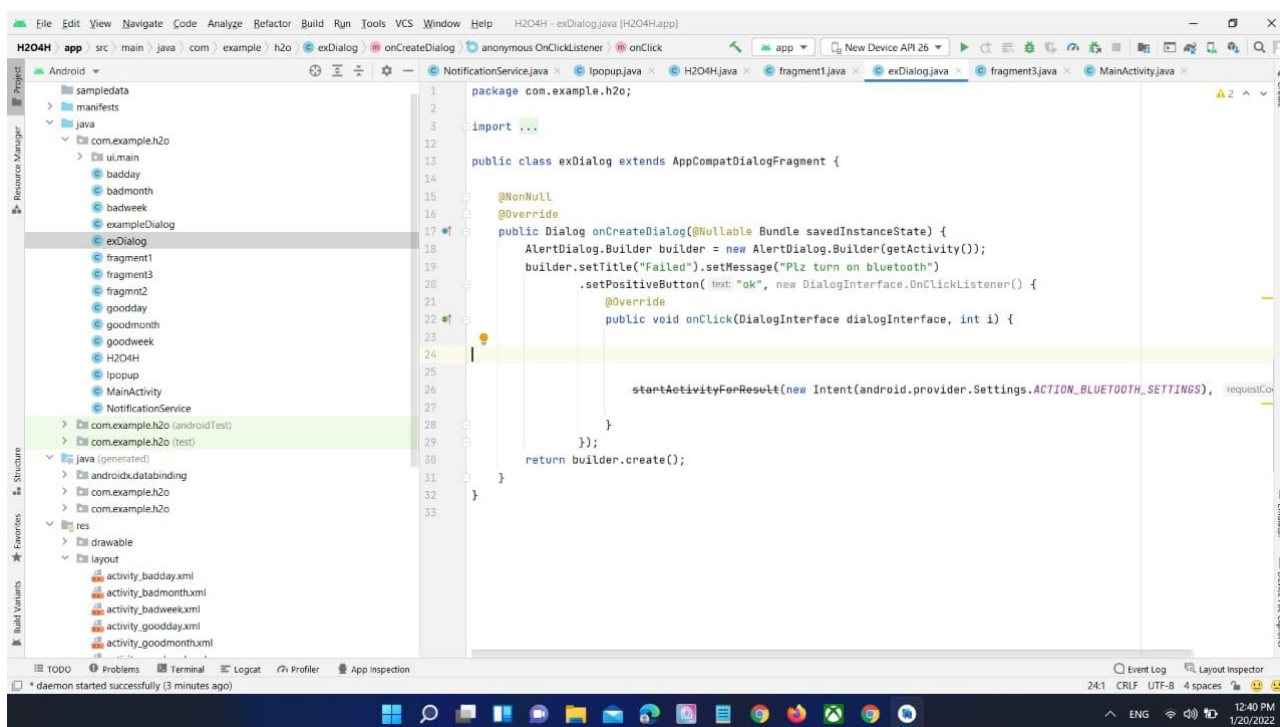 File Edit View Navigate Code Analyze Refactor Build Run Tools VCS Window Help H2O4H - exDialog.java [H2O4H.app]
H2O4H app src main java com example h2o exDialog onCreateDialog anonymous OnClickListener onClick app New Device API 26
Android NotificationService.java Ipopup.java H2O4H.java fragment1.java exDialog.java fragment3.java MainActivity.java
Project
Resource Manager
Structure
Favorites
Build Variants
sampledata
manifests
java
com.example.h2o
ui.main
badday
badmonth
badweek
exampleDialog
exDialog
fragment1
fragment3
fragmnt2
goodday
goodmonth
goodweek
H2O4H
Ipopup
MainActivity
NotificationService
com.example.h2o (androidTest)
com.example.h2o (test)
java (generated)
androidx.databinding
com.example.h2o
com.example.h2o
res
drawable
layout
activity_badday.xml
activity_badmonth.xml
activity_badweek.xml
activity_goodday.xml
activity_goodmonth.xml
1 package com.example.h2o;
2
3 import ...
12
13 public class exDialog extends AppCompatDialogFragment {
14
15 @NonNull
16 @Override
17 public Dialog onCreateDialog(@Nullable Bundle savedInstanceState) {
18 AlertDialog.Builder builder = new AlertDialog.Builder(getActivity());
19 builder.setTitle("Failed").setMessage("Plz turn on bluetooth")
20 .setPositiveButton( text: "ok", new DialogInterface.OnClickListener() {
21 @Override
22 public void onClick(DialogInterface dialogInterface, int i) {
23
24
25
26 startActivityForResult(new Intent(android.provider.Settings.ACTION_BLUETOOTH_SETTINGS), requestCo
27
28 }
29 });
30 return builder.create();
31 }
32 }
33
2
TODO Problems Terminal Logcat Profiler App Inspection Event Log Layout Inspector
* daemon started successfully (3 minutes ago) 24:1 CRLF UTF-8 4 spaces
ENG 12:40 PM
1/20/2022